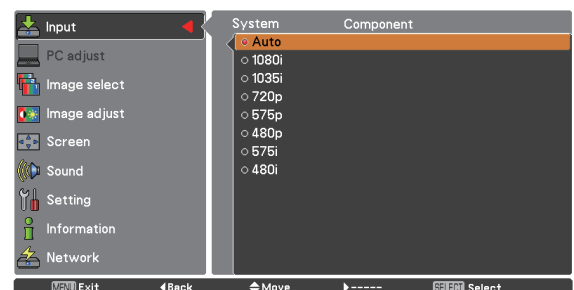 Input
PC adjust
Image select
Image adjust
Screen
Sound
Setting
Information
Network
System Component
Auto
1080i
1035i
720p
575p
480p
575i
480i
MENU Exit Back Move ----- SELECT Select